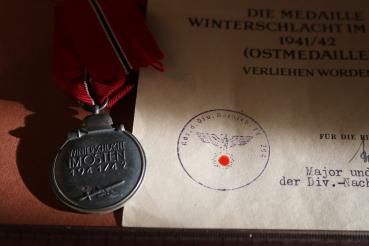 WINTERSCHLACHT
IM OSTEN
1941/42
DIE MEDAILLE
WINTERSCHLACHT IM
1941/42
(OSTMEDAILLE
VERLIEHEN WORDEN
FÜR DIE RI
Major und
der Div.-Nach